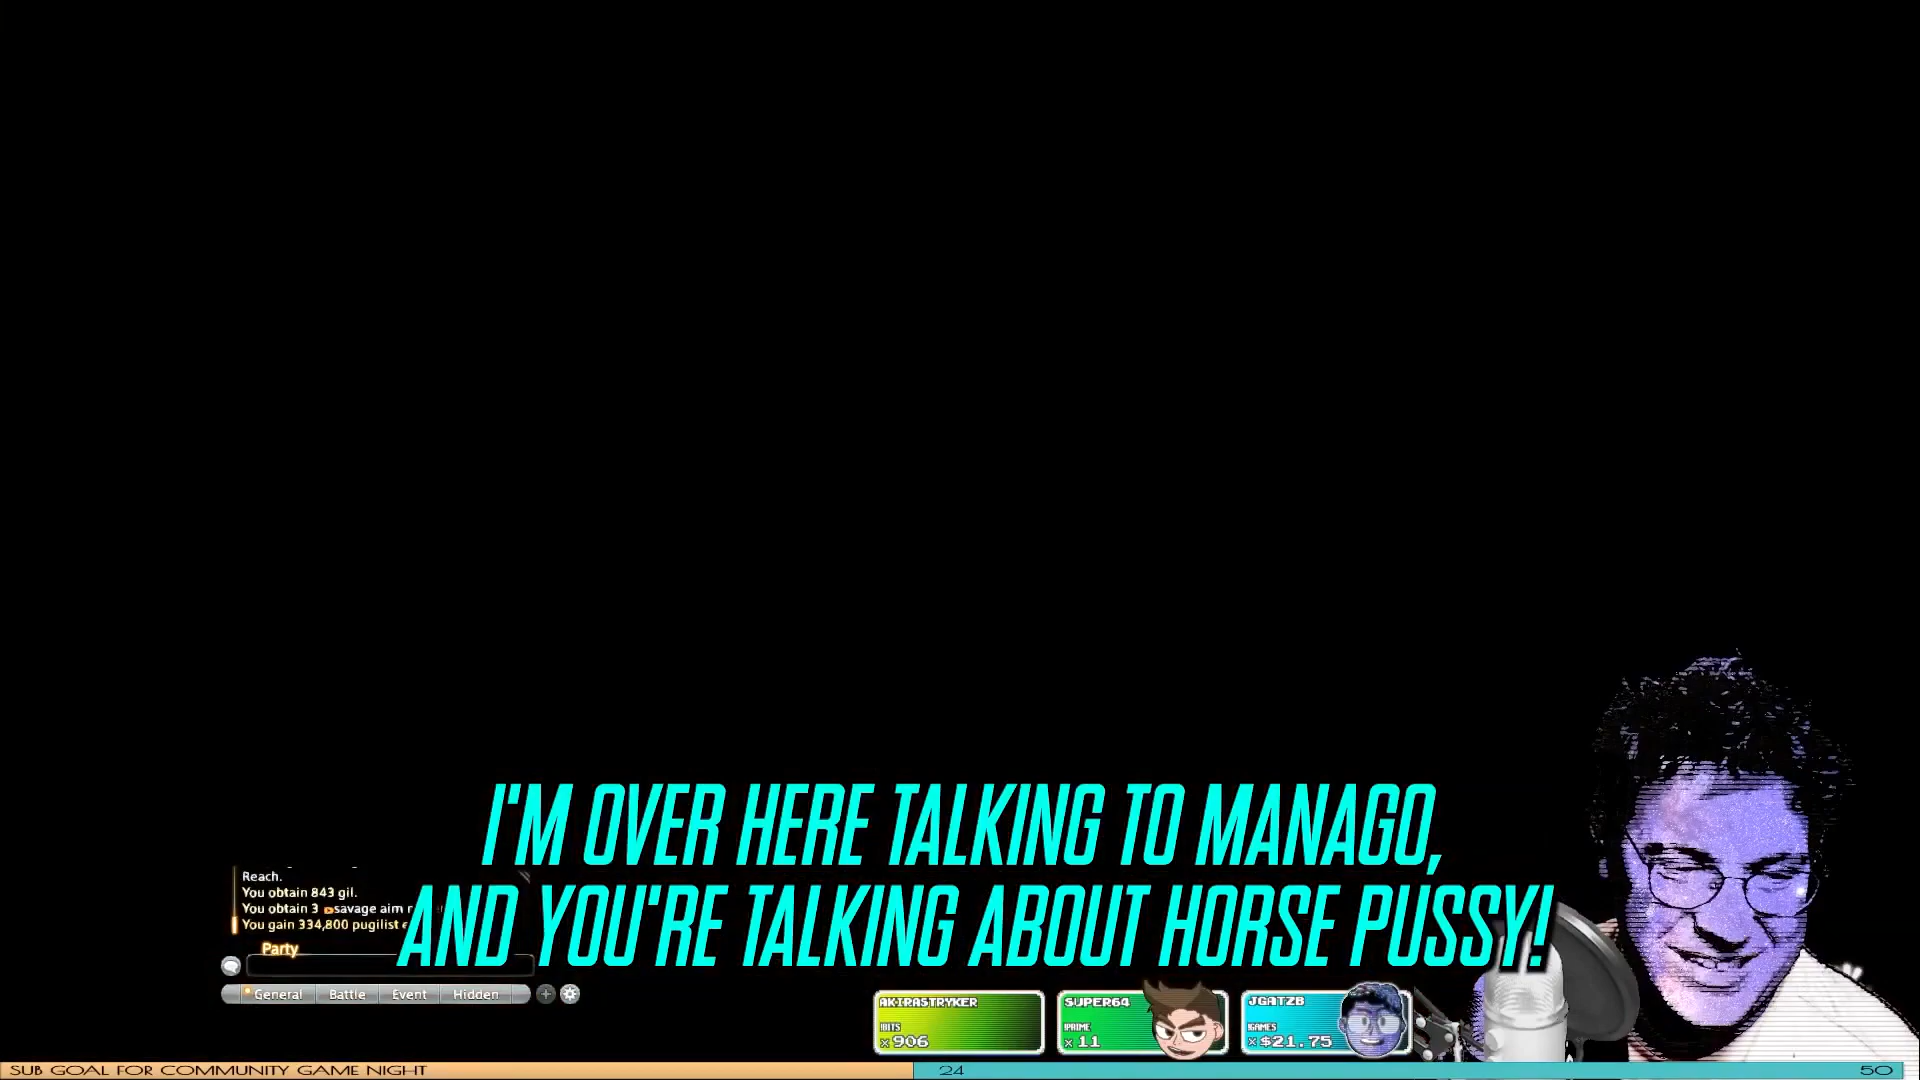 I'M OVER HERE TALKING TO MANAGO,
AND YOU'RE TALKING ABOUT HORSE PUSSY!
Reach.
You obtain 843 gil.
You obtain 3 savage aim
You gain 334,800 pugilist
Party
General Battle Event Hidden
AKIRASTRYKER
BITS
x906
SUPER64
PRIME
x 11
JGATZB
GAMES
x $21.75
SUB GOAL FOR COMMUNITY GAME NIGHT 24 50